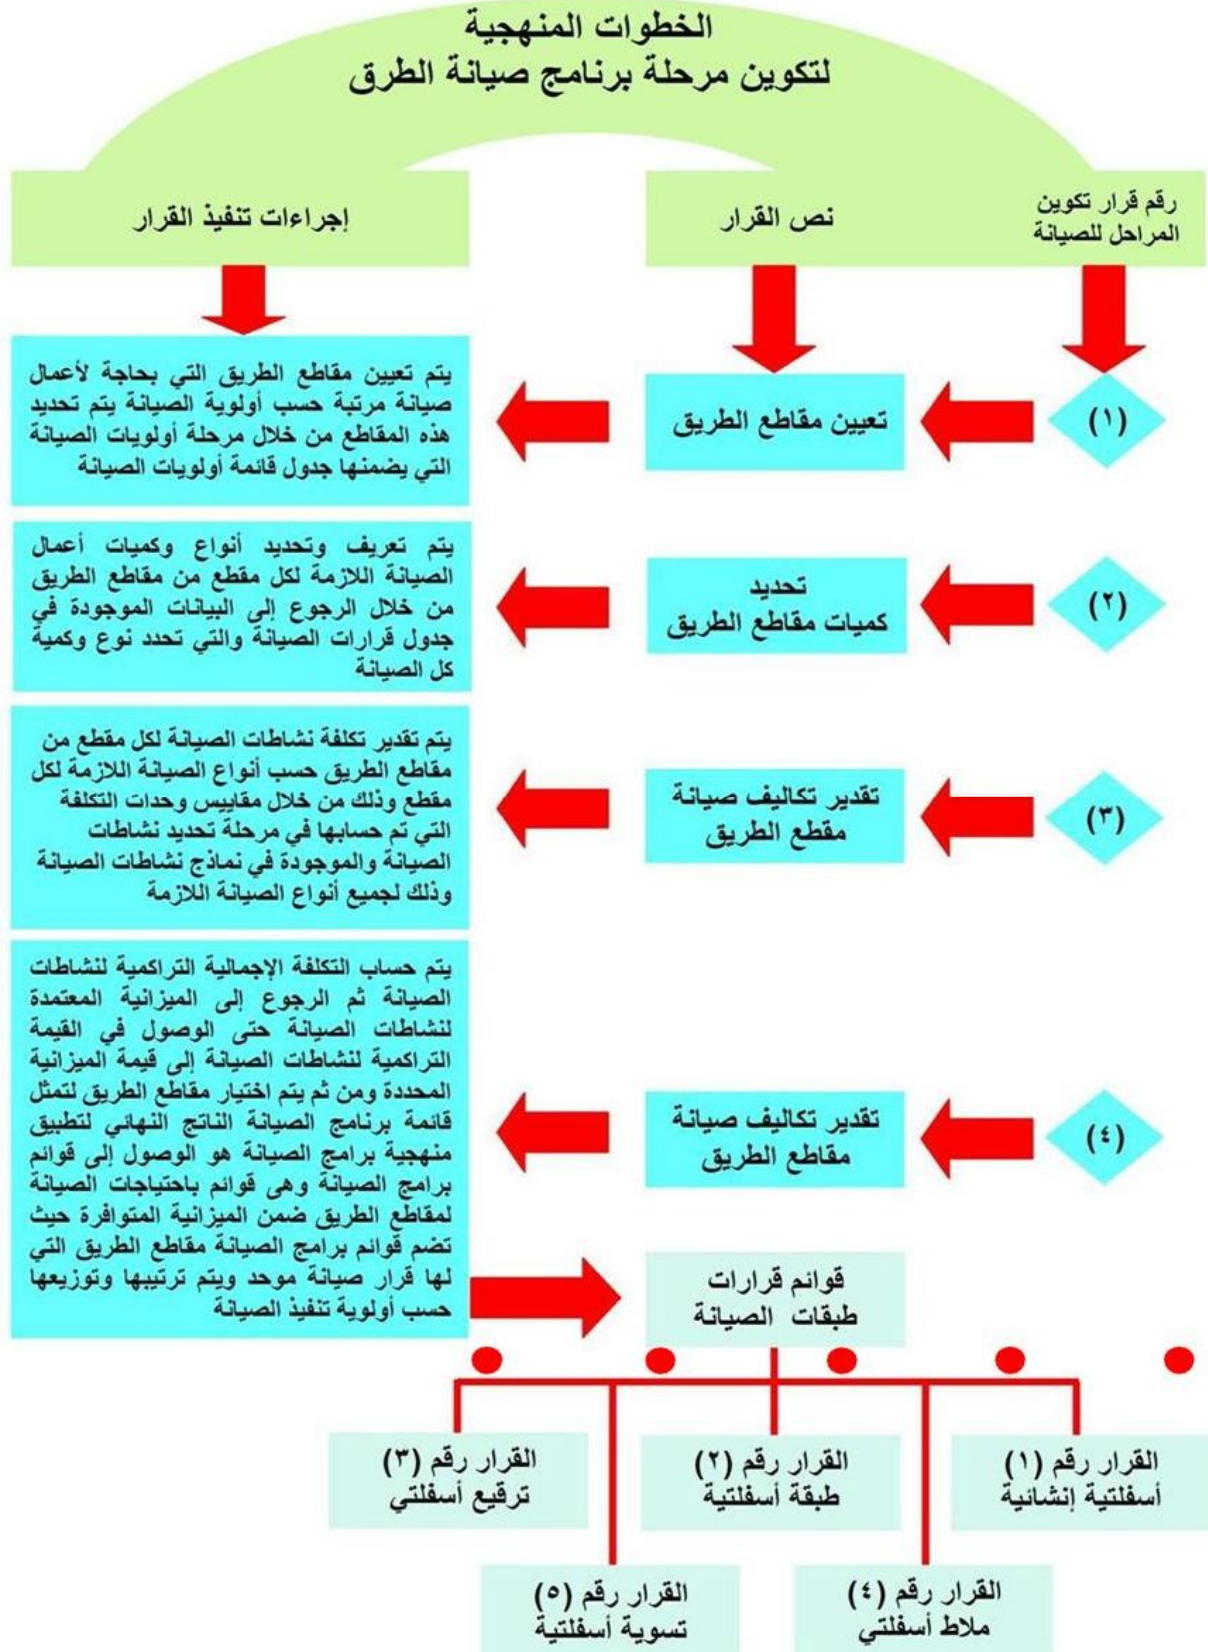 الخطوات المنهجية
لتكوين مرحلة برنامج صيانة الطرق
رقم قرار تكوين
المراحل للصيانة
نص القرار
إجراءات تنفيذ القرار
(١)
تعيين مقاطع الطريق
يتم تعيين مقاطع الطريق التي بحاجة لأعمال
صيانة مرتبة حسب أولوية الصيانة يتم تحديد
هذه المقاطع من خلال مرحلة أولويات الصيانة
التي يضمنها جدول قائمة أولويات الصيانة
(٢)
تحديد
كميات مقاطع الطريق
يتم تعريف وتحديد أنواع وكميات أعمال
الصيانة اللازمة لكل مقطع من مقاطع الطريق
من خلال الرجوع إلى البيانات الموجودة في
جدول قرارات الصيانة والتي تحدد نوع وكمية
كل الصيانة
(٣)
تقدير تكاليف صيانة
مقطع الطريق
يتم تقدير تكلفة نشاطات الصيانة لكل مقطع من
مقاطع الطريق حسب أنواع الصيانة اللازمة لكل
مقطع وذلك من خلال مقاييس وحدات التكلفة
التي تم حسابها في مرحلة تحديد نشاطات
الصيانة والموجودة في نماذج نشاطات الصيانة
وذلك لجميع أنواع الصيانة اللازمة
(٤)
تقدير تكاليف صيانة
مقاطع الطريق
يتم حساب التكلفة الإجمالية التراكمية لنشاطات
الصيانة ثم الرجوع إلى الميزانية المعتمدة
لنشاطات الصيانة حتى الوصول في القيمة
التراكمية لنشاطات الصيانة إلى قيمة الميزانية
المحددة ومن ثم يتم اختيار مقاطع الطريق لتمثل
قائمة برنامج الصيانة الناتج النهائي لتطبيق
منهجية برامج الصيانة هو الوصول إلى قوائم
برامج الصيانة وهى قوائم باحتياجات الصيانة
لمقاطع الطريق ضمن الميزانية المتوافرة حيث
تضم قوائم برامج الصيانة مقاطع الطريق التي
لها قرار صيانة موحد ويتم ترتيبها وتوزيعها
حسب أولوية تنفيذ الصيانة
قوائم قرارات
طبقات الصيانة
القرار رقم (١)
أسفلتية إنشائية
القرار رقم (٢)
طبقة أسفلتية
القرار رقم (٣)
ترقيع أسفلتي
القرار رقم (٤)
ملاط أسفلتي
القرار رقم (٥)
تسوية أسفلتية